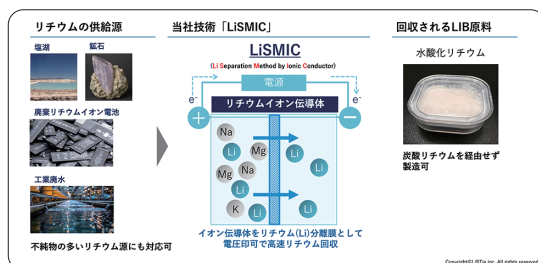 リチウムの供給源
塩湖
鉱石
廃棄リチウムイオン電池
工業廃水
不純物の多いリチウム源にも対応可
当社技術「LiSMIC」
LiSMIC
(Li Separation Method by Ionic Conductor)
電源
e⁻
e⁻
リチウムイオン伝導体
+
−
Na
Mg
Li
Li
Li
Mg
Na
Li
Li
K
Li
Li
イオン伝導体をリチウム(Li)分離膜として
電圧印可で高速リチウム回収
回収されるLIB原料
水酸化リチウム
炭酸リチウムを経由せず
製造可
Copyright©LiSTie inc. All rights reserved